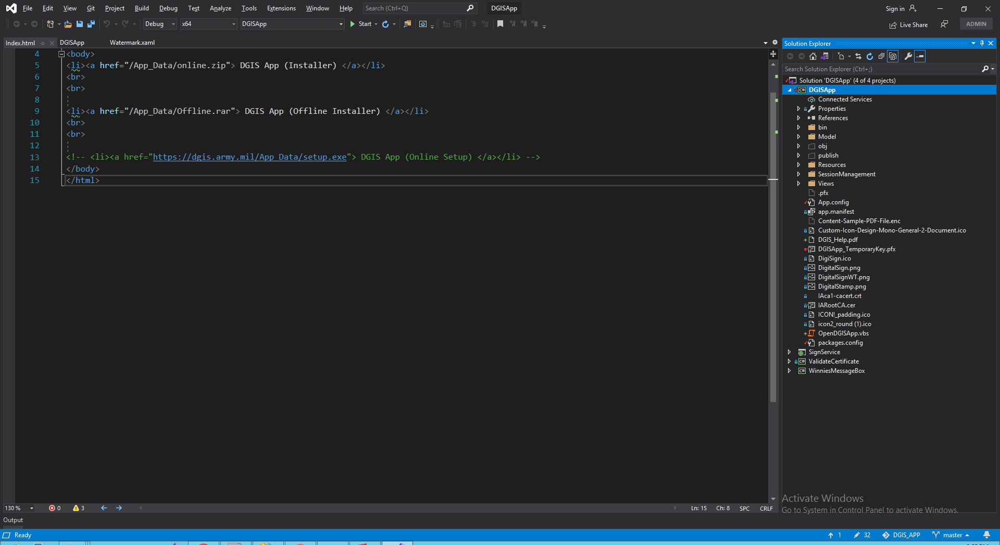 File Edit View Git Project Build Debug Test Analyze Tools Extensions Window Help Search (Ctrl+Q) DGISApp Sign in
Debug x64 DGISApp Start Live Share ADMIN
Index.html DGISApp Watermark.xaml
4 <body>
5 <li><a href="/App_Data/online.zip"> DGIS App (Installer) </a></li>
6 <br>
7 <br>
8
9 <li><a href="/App_Data/Offline.rar"> DGIS App (Offline Installer) </a></li>
10 <br>
11 <br>
12
13 <!-- <li><a href="https://dgis.army.mil/App_Data/setup.exe"> DGIS App (Online Setup) </a></li> -->
14 </body>
15 </html>
130 % 0 3 Ln: 15 Ch: 8 SPC CRLF
Output
Solution Explorer
Search Solution Explorer (Ctrl+;)
Solution 'DGISApp' (4 of 4 projects)
DGISApp
Connected Services
Properties
References
bin
Model
obj
publish
Resources
SessionManagement
Views
.pfx
App.config
app.manifest
Content-Sample-PDF-File.enc
Custom-Icon-Design-Mono-General-2-Document.ico
DGIS_Help.pdf
DGISApp_TemporaryKey.pfx
DigiSign.ico
DigitalSign.png
DigitalSignWT.png
DigitalStamp.png
IAca1-cacert.crt
IARootCA.cer
ICON!_padding.ico
icon2_round (1).ico
OpenDGISApp.vbs
packages.config
SignService
ValidateCertificate
WinniesMessageBox
Activate Windows
Go to System in Control Panel to activate Windows.
Ready 1 32 DGIS_APP master